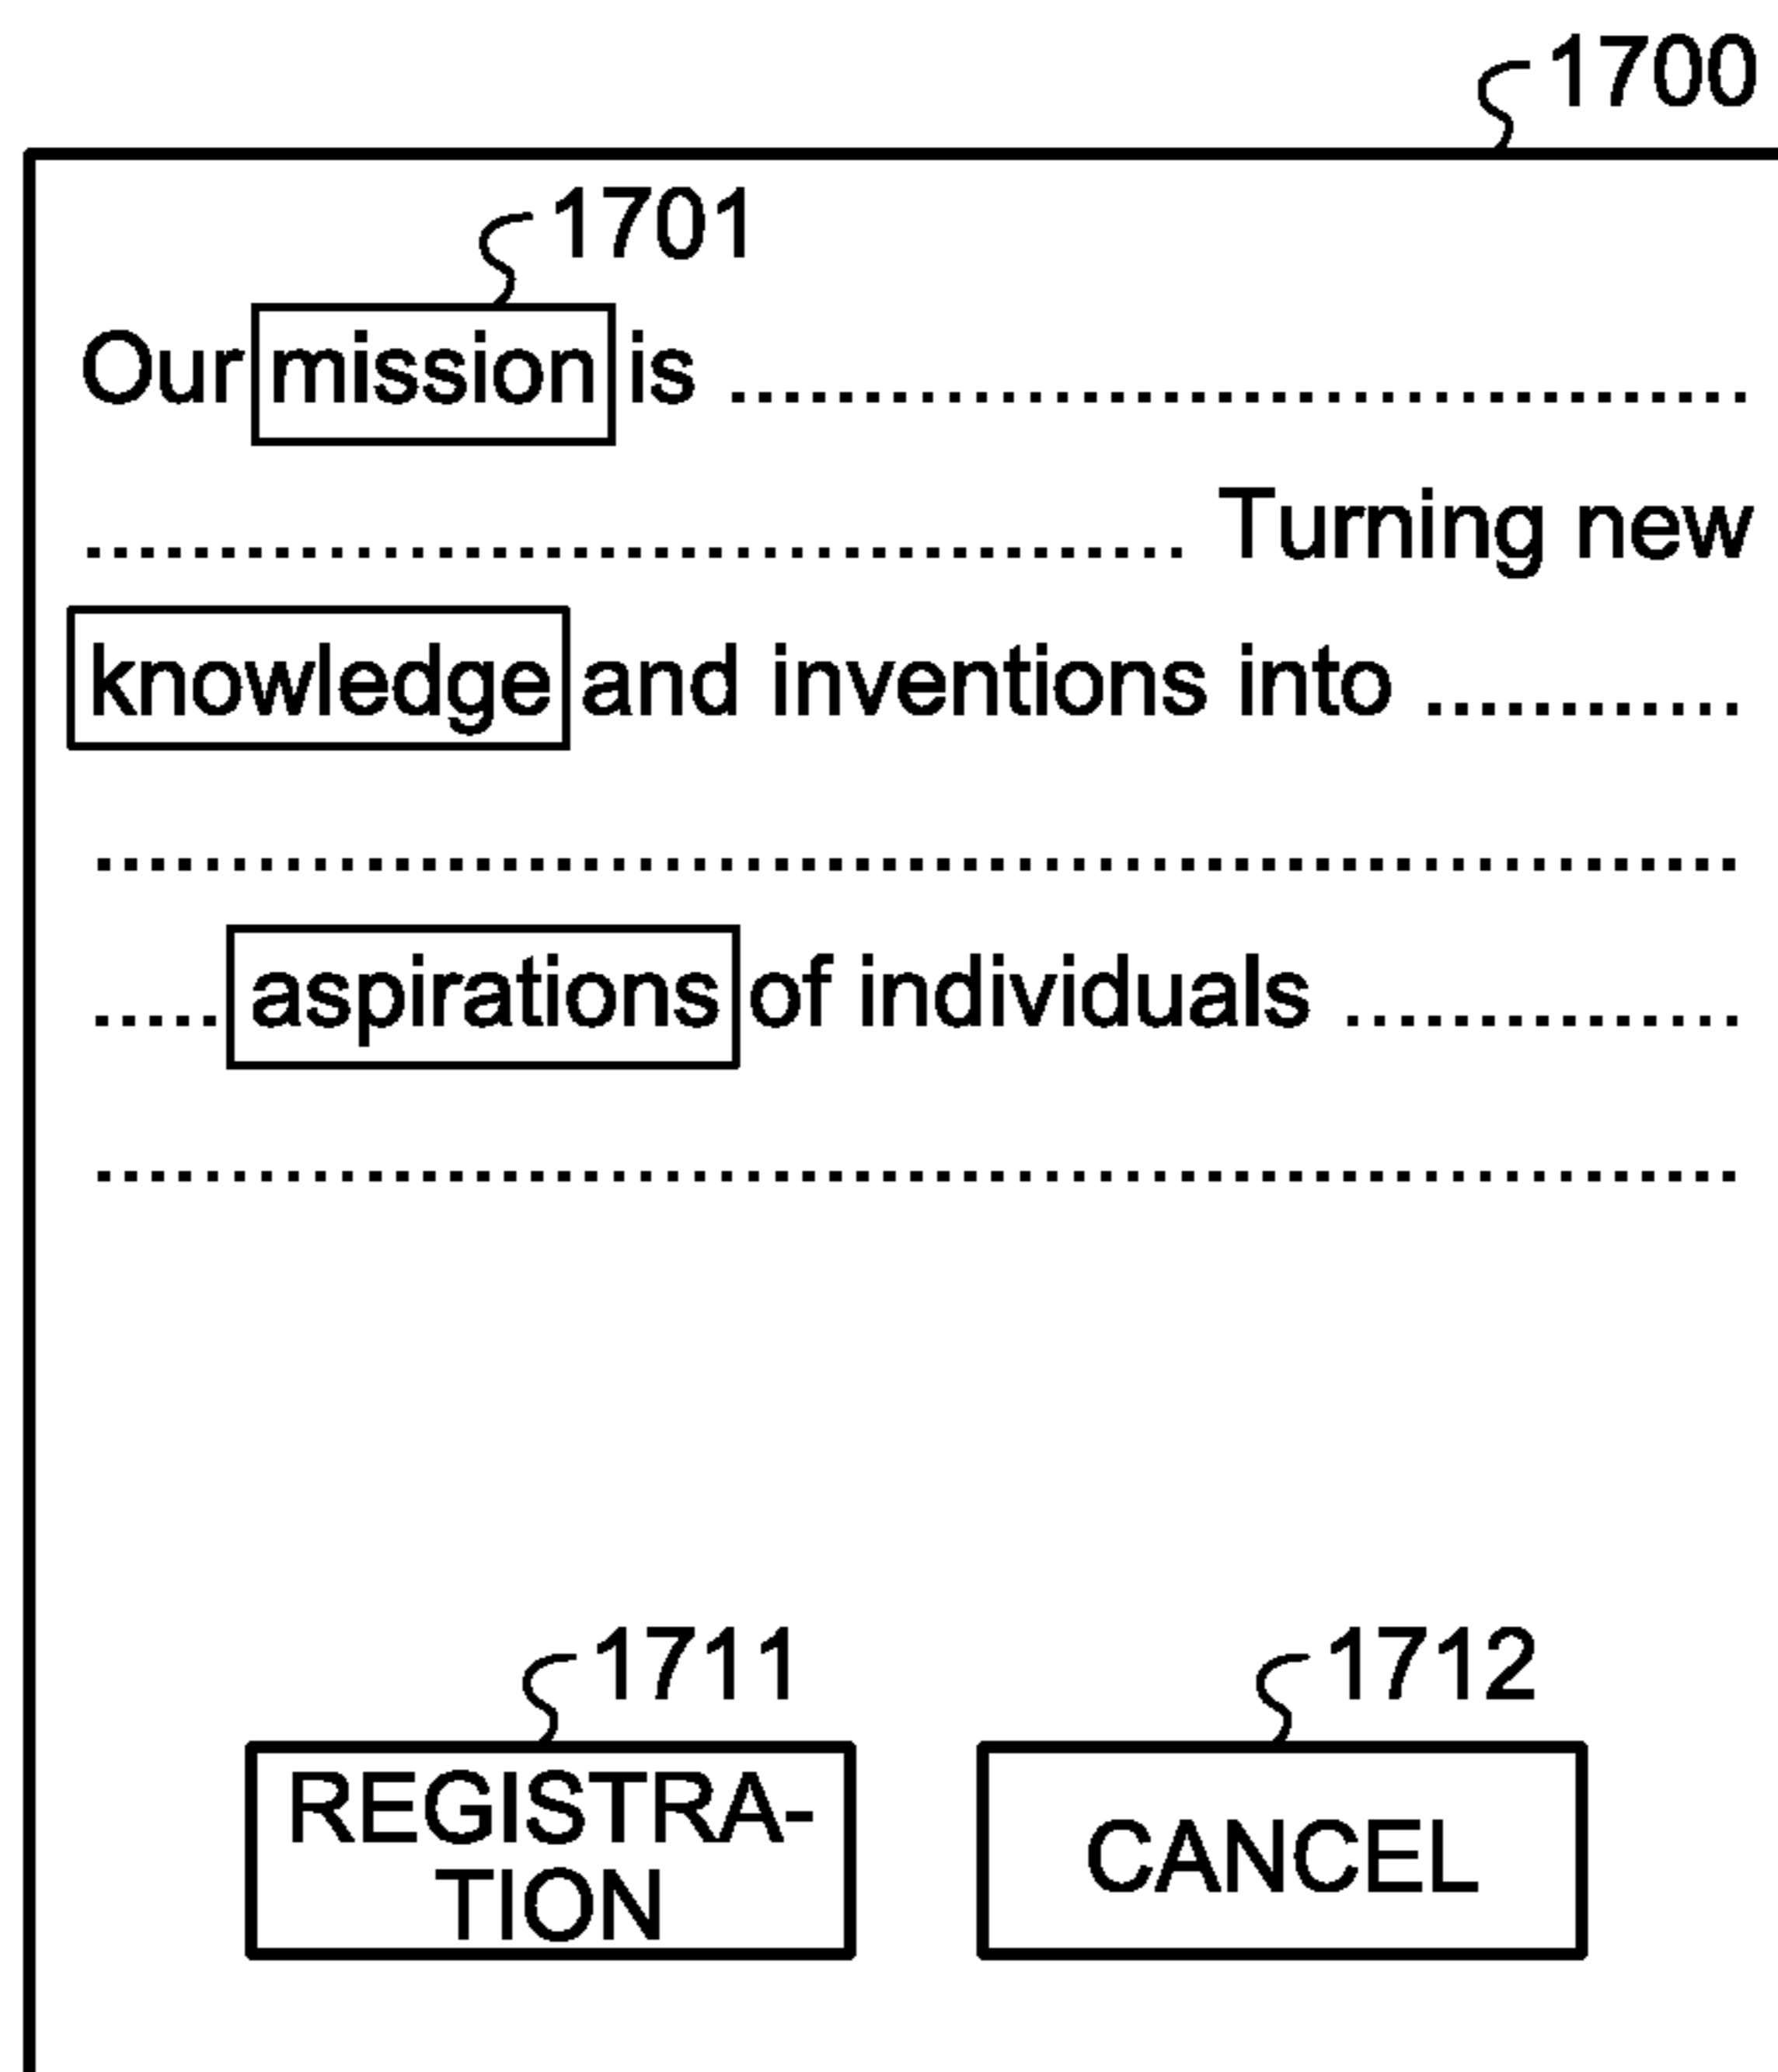 1700
1701
Our mission is ......................................
......................................... Turning new
knowledge and inventions into ............
.............................................................
..... aspirations of individuals ...............
.............................................................
1711
1712
REGISTRA-
TION
CANCEL